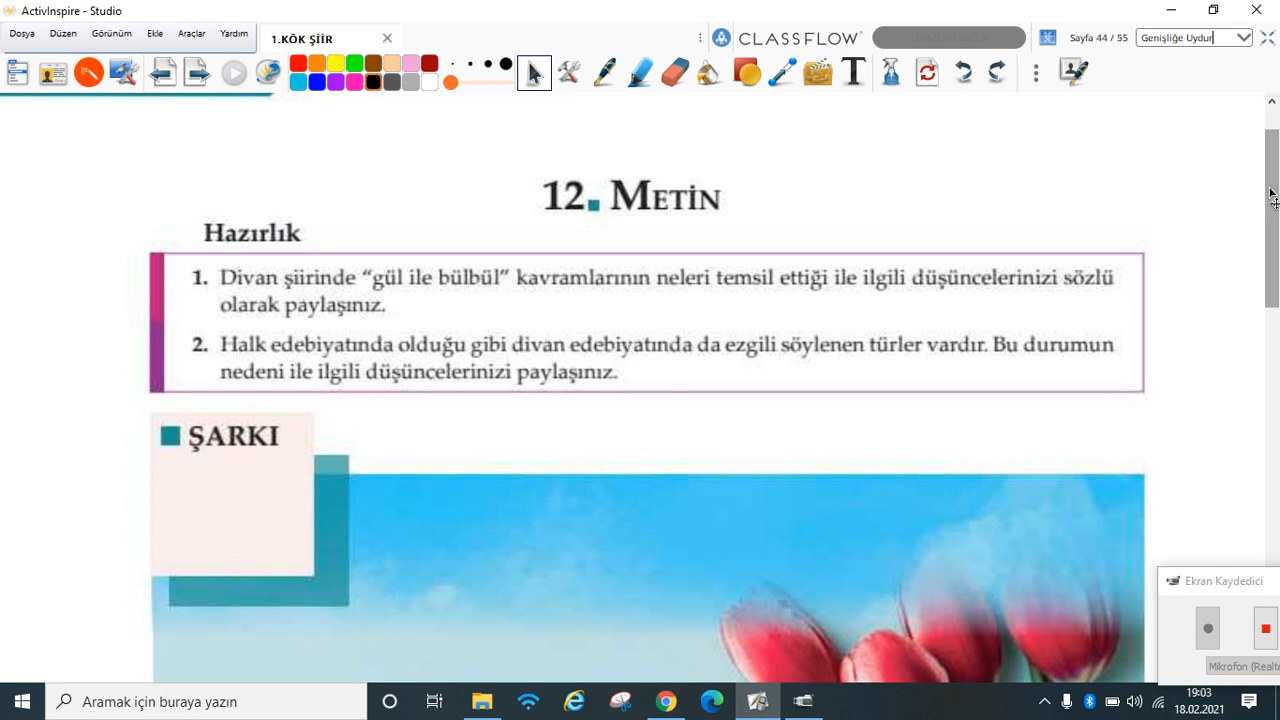 ActivInspire - Studio
Dosya Düzen Görünüm Ekle Araçlar Yardım
1.KÖK ŞİİR
CLASSFLOW
Sayfa 44 / 55
Genişliğe Uydur
12. METİN
Hazırlık
1. Divan şiirinde “gül ile bülbül” kavramlarının neleri temsil ettiği ile ilgili düşüncelerinizi sözlü
olarak paylaşınız.
2. Halk edebiyatında olduğu gibi divan edebiyatında da ezgili söylenen türler vardır. Bu durumun
nedeni ile ilgili düşüncelerinizi paylaşınız.
ŞARKI
Ekran Kaydedici
Mikrofon (Realte
Aramak için buraya yazın
19:03
18.02.2021